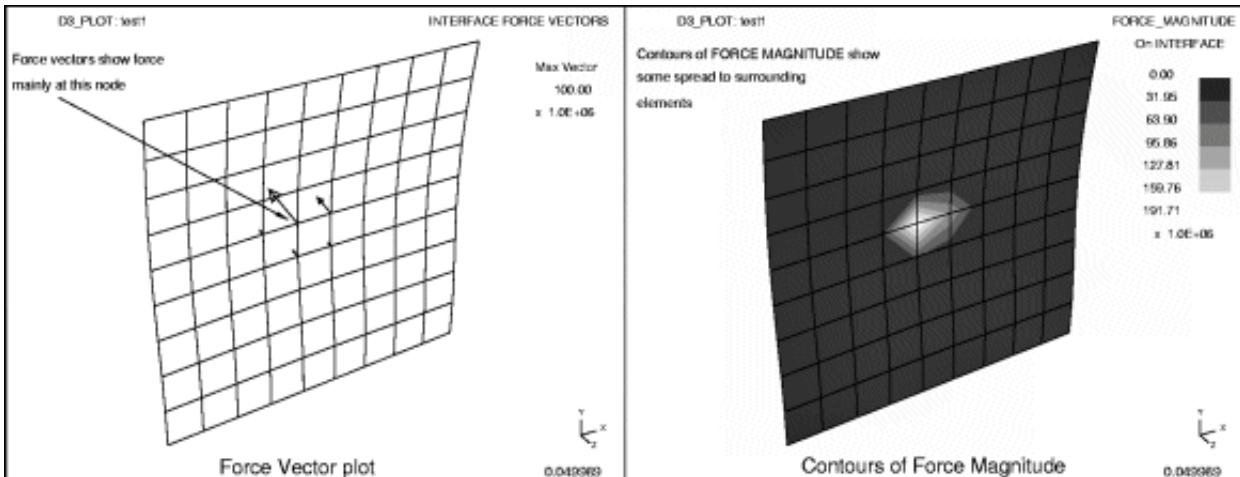 D3_PLOT: test1
INTERFACE FORCE VECTORS
Force vectors show force
mainly at this node
Max Vector
100.00
x 1.0E+06
Y
X
Z
Force Vector plot
0.049989
D3_PLOT: test1
FORCE_MAGNITUDE
Contours of FORCE MAGNITUDE show
some spread to surrounding
elements
On INTERFACE
0.00
31.95
63.90
95.86
127.81
159.76
191.71
x 1.0E+06
Y
X
Z
Contours of Force Magnitude
0.049989